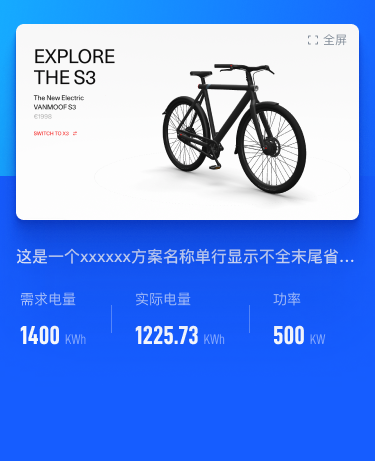 全屏
EXPLORE
THE S3
The New Electric
VANMOOF S3
€1998
SWITCH TO X3
这是一个xxxxxx方案名称单行显示不全末尾省...
需求电量 实际电量 功率
1400 KWh 1225.73 KWh 500 KW